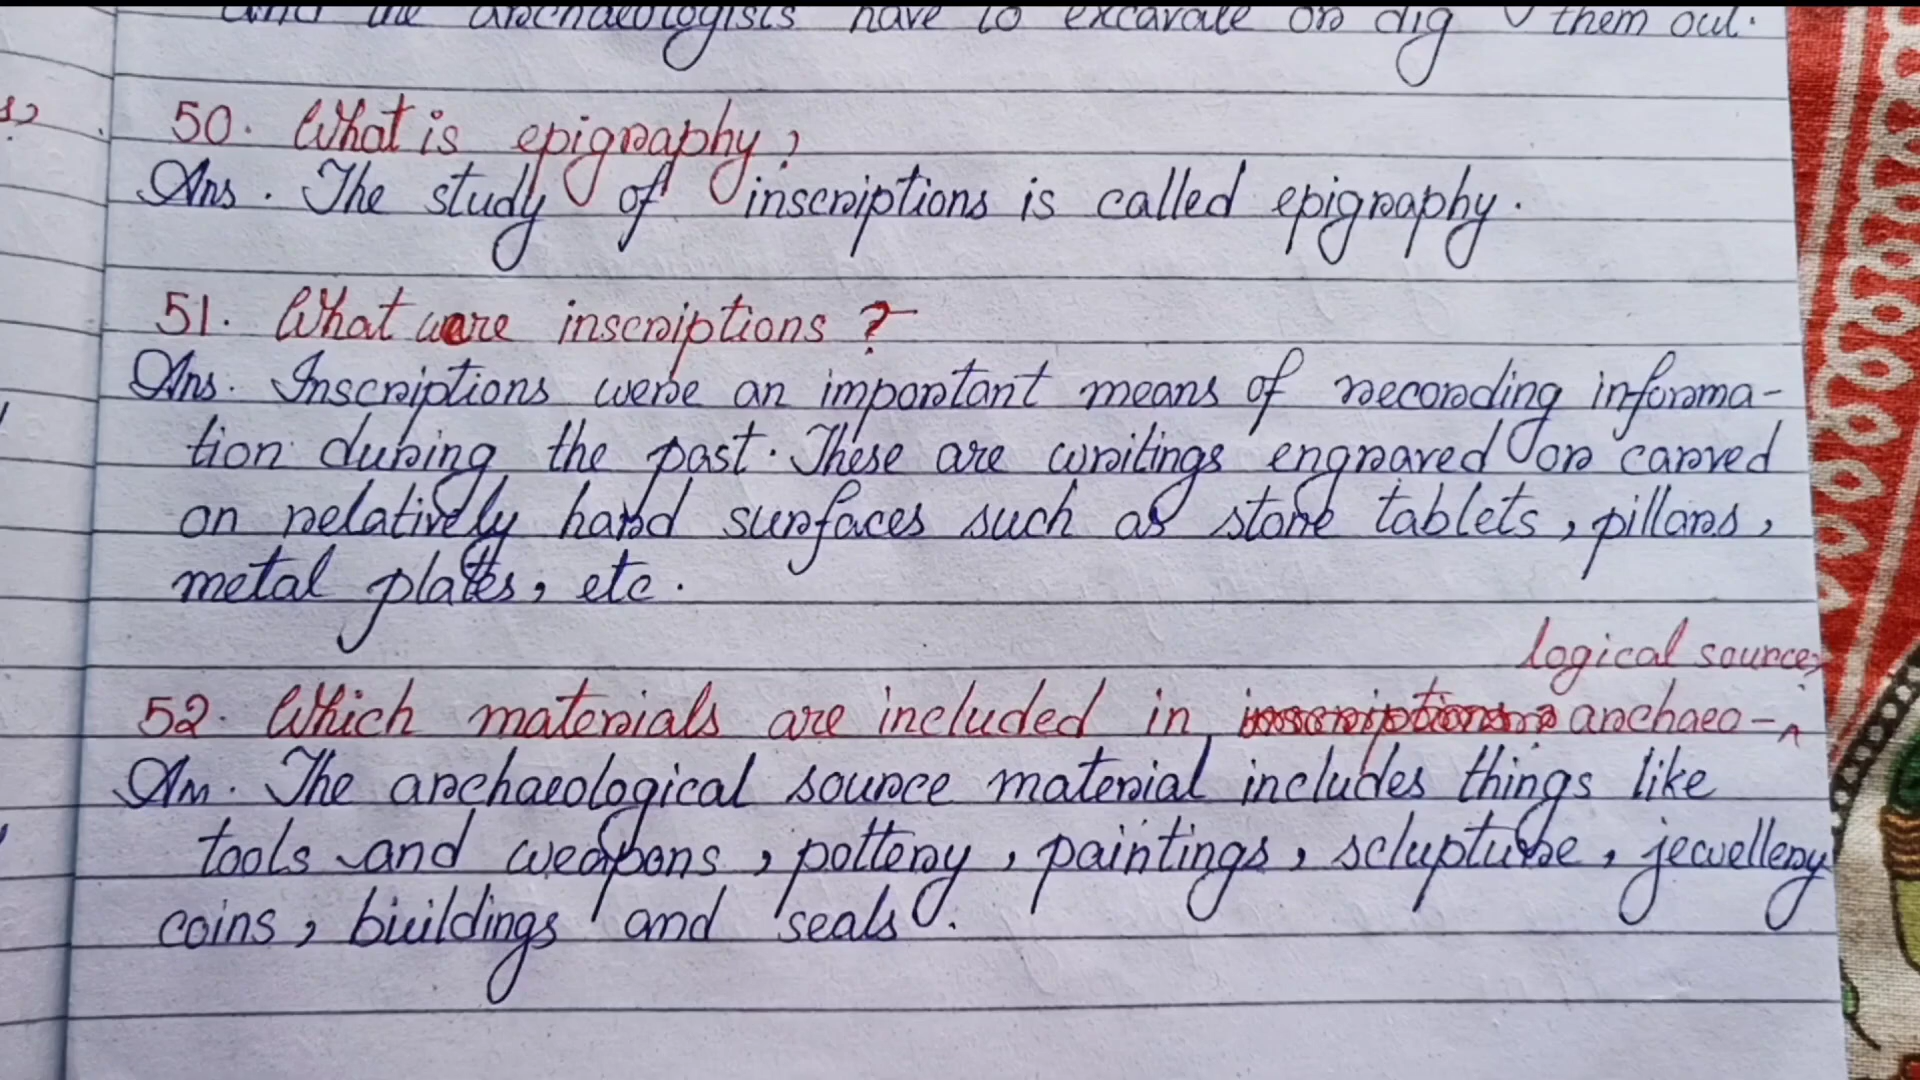 and the archaeologists have to excavate or dig them out.
50. What is epigraphy?
Ans. The study of inscriptions is called epigraphy.
51. What are inscriptions?
Ans. Inscriptions were an important means of recording informa-
tion during the past. These are writings engraved or carved
on relatively hard surfaces such as stone tablets, pillars,
metal plates, etc.
logical sources?
52. Which materials are included in archaeo-
Ans. The archaeological source material includes things like
tools and weapons, pottery, paintings, sclupture, jewellery
coins, buildings and seals.